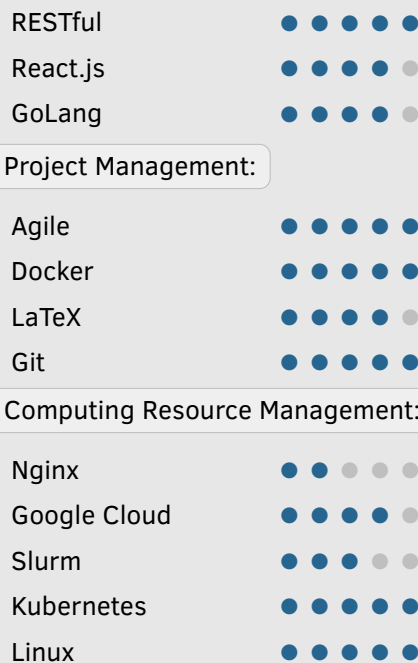 RESTful
React.js
GoLang
Project Management:
Agile
Docker
LaTeX
Git
Computing Resource Management:
Nginx
Google Cloud
Slurm
Kubernetes
Linux